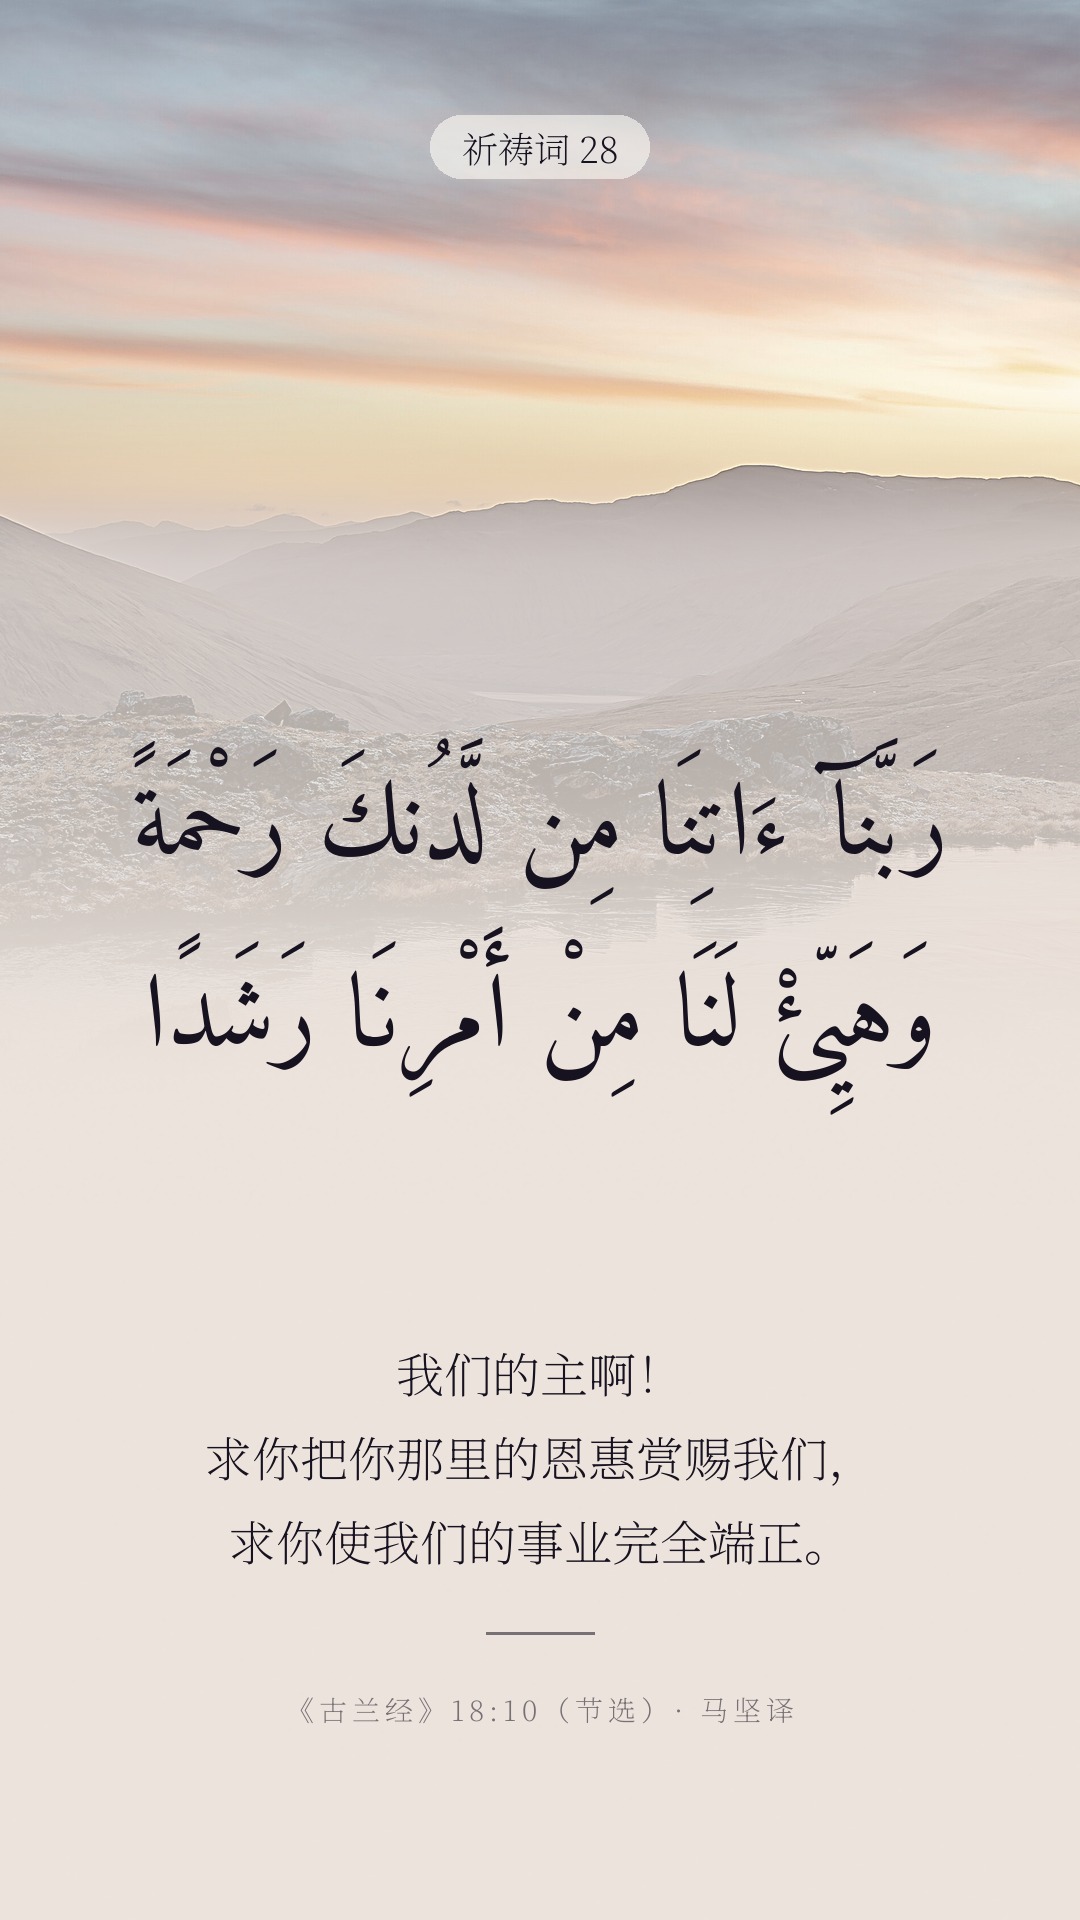 祈祷词 28
رَبَّنَآ ءَاتِنَا مِن لَّدُنكَ رَحْمَةً
وَهَيِّئْ لَنَا مِنْ أَمْرِنَا رَشَدًا
我们的主啊！
求你把你那里的恩惠赏赐我们，
求你使我们的事业完全端正。
《古兰经》18:10（节选）· 马坚译